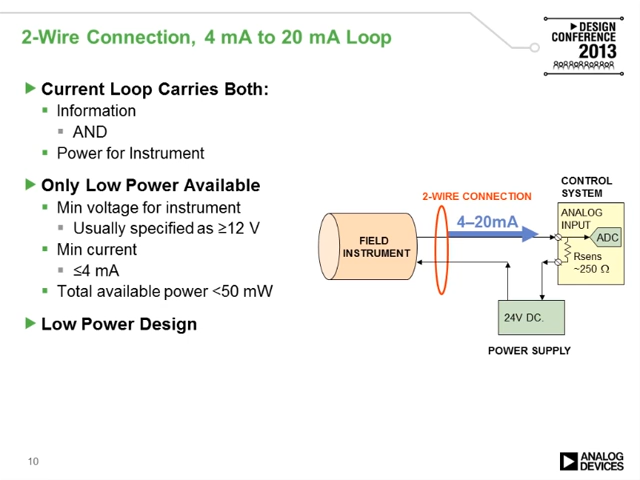 2-Wire Connection, 4 mA to 20 mA Loop
DESIGN
CONFERENCE
2013
Current Loop Carries Both:
Information
AND
Power for Instrument
Only Low Power Available
Min voltage for instrument
Usually specified as ≥12 V
Min current
≤4 mA
Total available power <50 mW
Low Power Design
2-WIRE CONNECTION
4–20mA
FIELD
INSTRUMENT
CONTROL
SYSTEM
ANALOG
INPUT
ADC
Rsens
~250 Ω
24V DC.
POWER SUPPLY
10
ANALOG
DEVICES